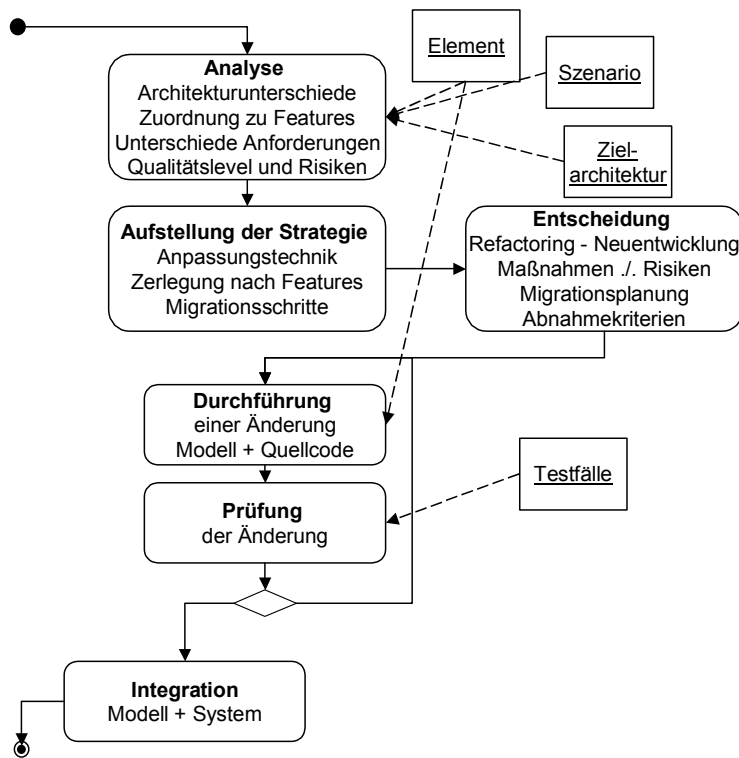 Analyse
Architekturunterschiede
Zuordnung zu Features
Unterschiede Anforderungen
Qualitätslevel und Risiken
Element
Szenario
Ziel-
architektur
Aufstellung der Strategie
Anpassungstechnik
Zerlegung nach Features
Migrationsschritte
Entscheidung
Refactoring - Neuentwicklung
Maßnahmen ./. Risiken
Migrationsplanung
Abnahmekriterien
Durchführung
einer Änderung
Modell + Quellcode
Prüfung
der Änderung
Testfälle
Integration
Modell + System